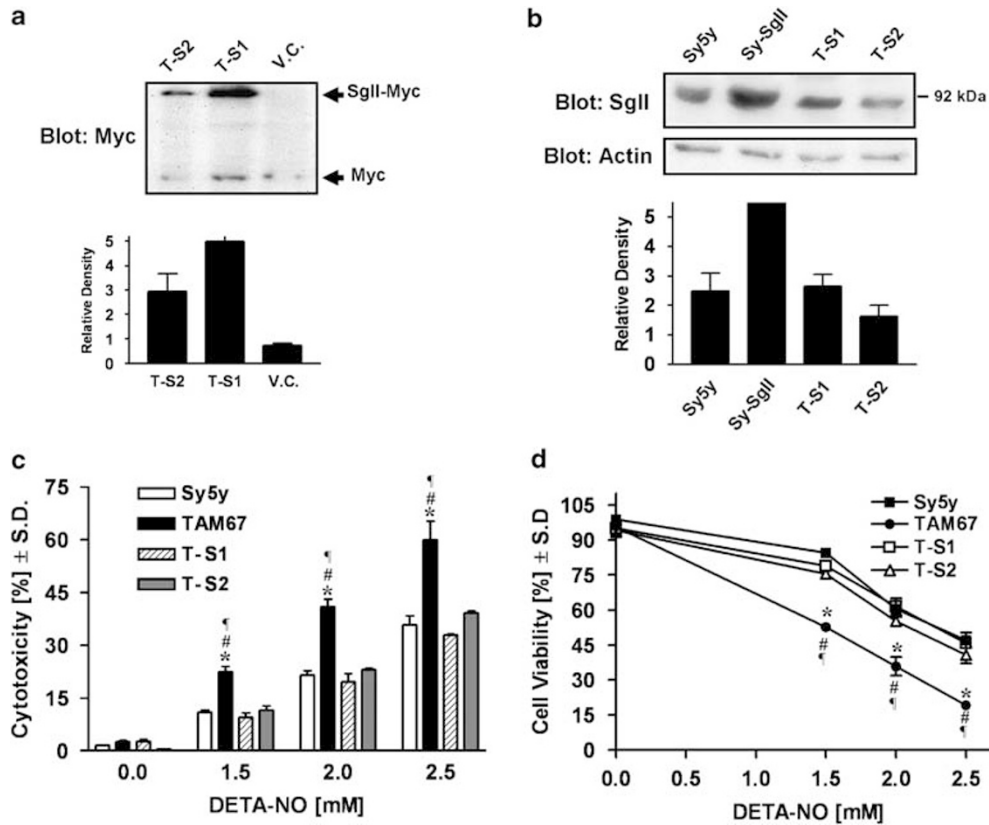 a
T-S2 T-S1 V.C.
Blot: Myc
SgII-Myc
Myc
Relative Density
5
4
3
2
1
0
T-S2 T-S1 V.C.
b
Sy5y Sy-SgII T-S1 T-S2
Blot: SgII
92 kDa
Blot: Actin
Relative Density
5
4
3
2
1
0
Sy5y Sy-SgII T-S1 T-S2
c
Cytotoxicity [%] ± S.D.
75
60
45
30
15
0
Sy5y
TAM67
T-S1
T-S2
¶
#
*
¶
#
*
¶
#
*
0.0 1.5 2.0 2.5
DETA-NO [mM]
d
Cell Viability [%] ± S.D
105
90
75
60
45
30
15
0
Sy5y
TAM67
T-S1
T-S2
*
#
¶
*
#
¶
*
#
¶
0.0 0.5 1.0 1.5 2.0 2.5
DETA-NO [mM]